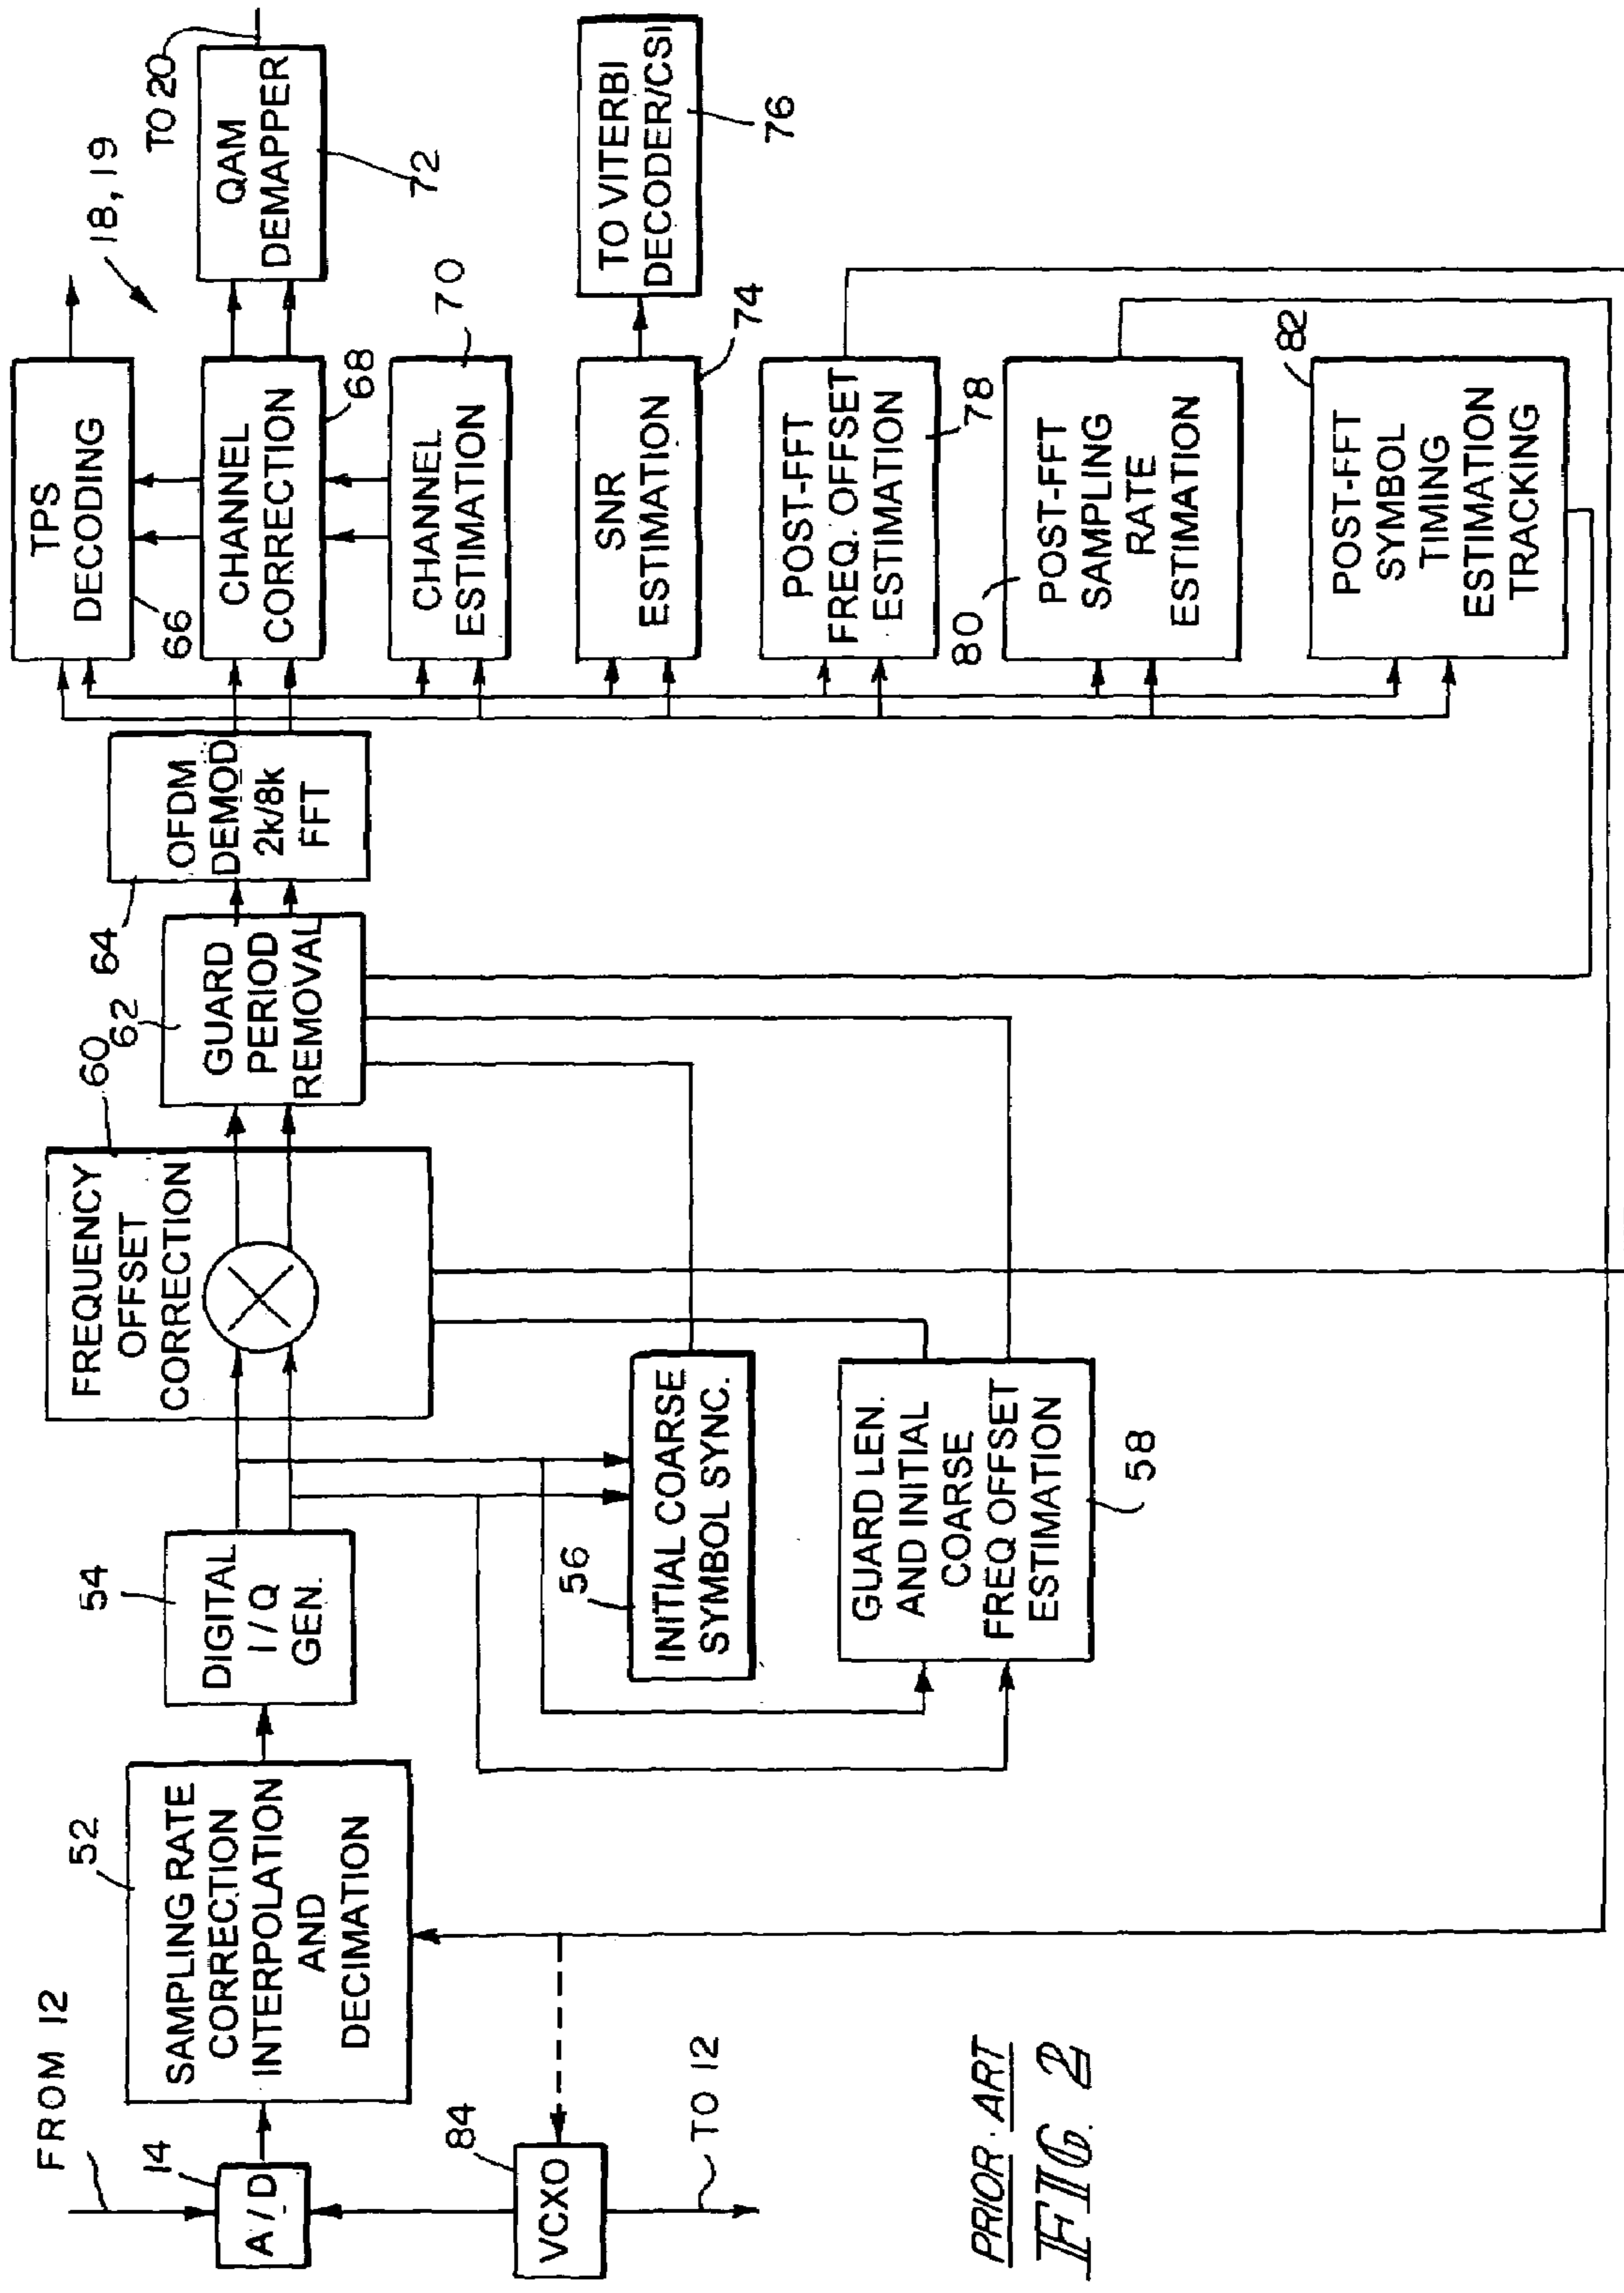 FROM 12
14
A/D
84
VCXO
TO 12
52
SAMPLING RATE
CORRECTION
INTERPOLATION
AND
DECIMATION
54
DIGITAL
I/Q
GEN.
56
INITIAL COARSE
SYMBOL SYNC.
GUARD LEN.
AND INITIAL
COARSE
FREQ OFFSET
ESTIMATION
58
FREQUENCY
OFFSET
CORRECTION
60
62
GUARD
PERIOD
REMOVAL
64
OFDM
DEMOD
2k/8k
FFT
TPS
DECODING
66
CHANNEL
CORRECTION
68
CHANNEL
ESTIMATION
70
SNR
ESTIMATION
74
POST-FFT
FREQ. OFFSET
ESTIMATION
78
80
POST-FFT
SAMPLING
RATE
ESTIMATION
82
POST-FFT
SYMBOL
TIMING
ESTIMATION
TRACKING
18, 19
TO 20
QAM
DEMAPPER
72
TO VITERBI
DECODER/CSI
76
PRIOR ART
FIG. 2